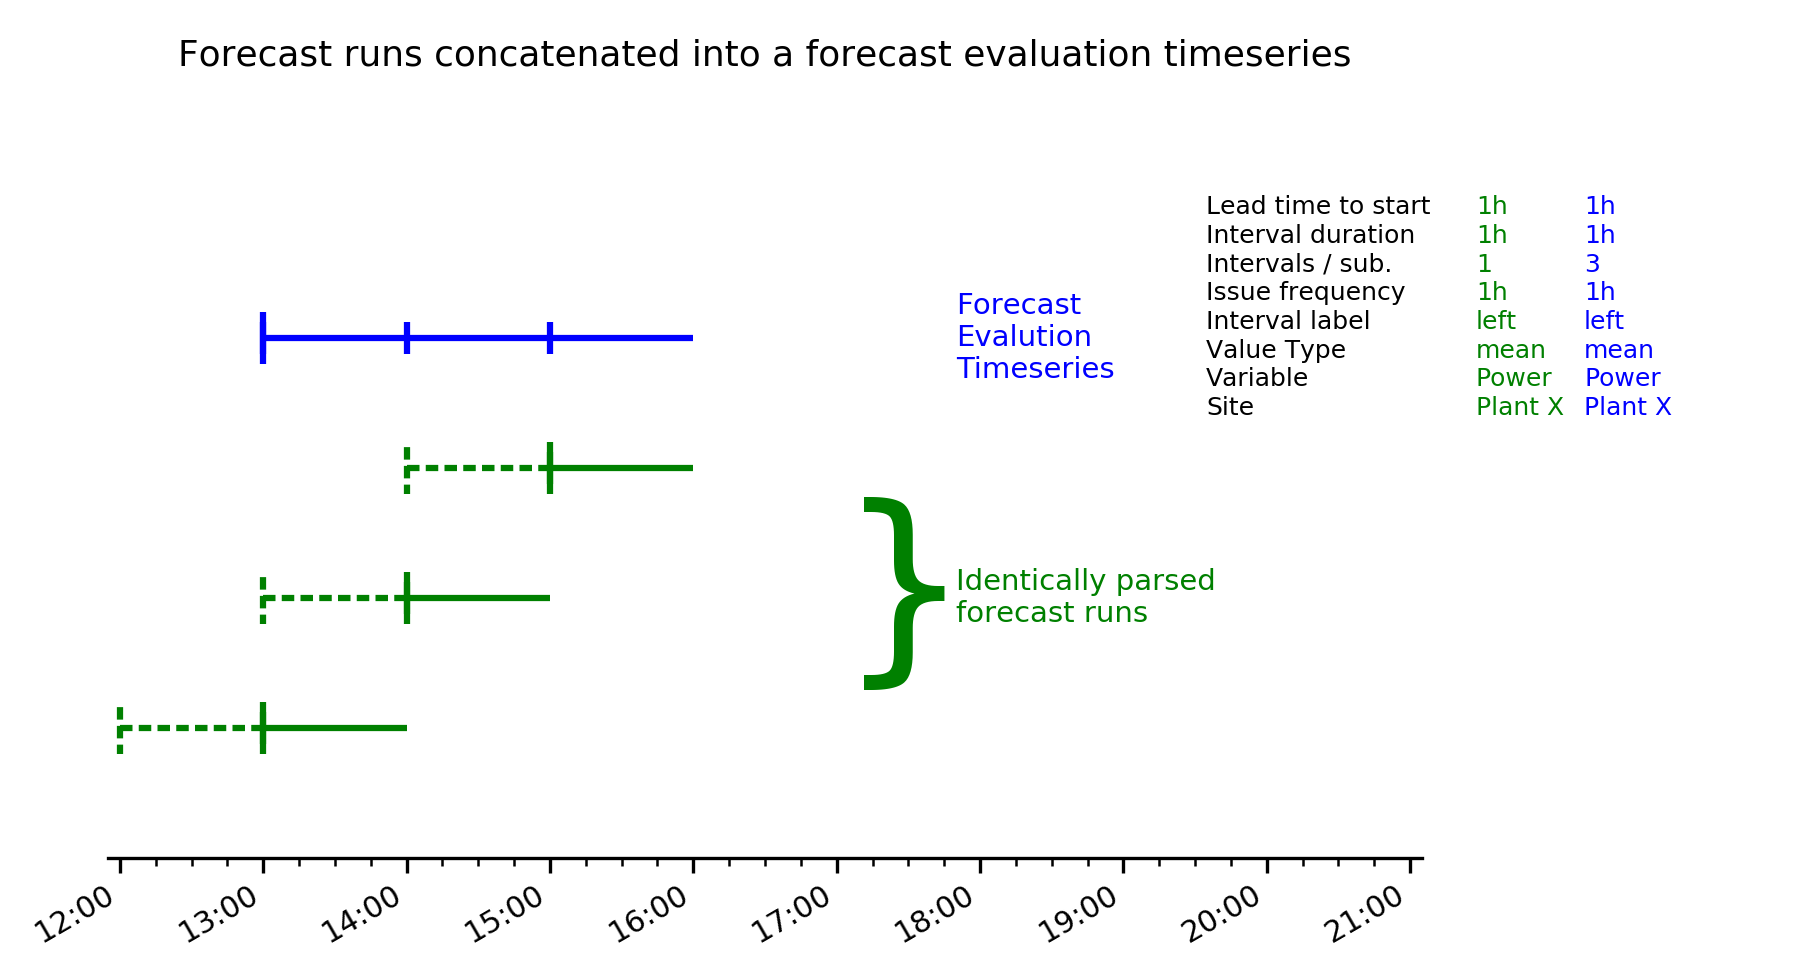 Forecast runs concatenated into a forecast evaluation timeseries
Lead time to start 1h 1h
Interval duration 1h 1h
Intervals / sub. 1 3
Issue frequency 1h 1h
Interval label left left
Value Type mean mean
Variable Power Power
Site Plant X Plant X
Forecast
Evalution
Timeseries
Identically parsed
forecast runs
12:00 13:00 14:00 15:00 16:00 17:00 18:00 19:00 20:00 21:00